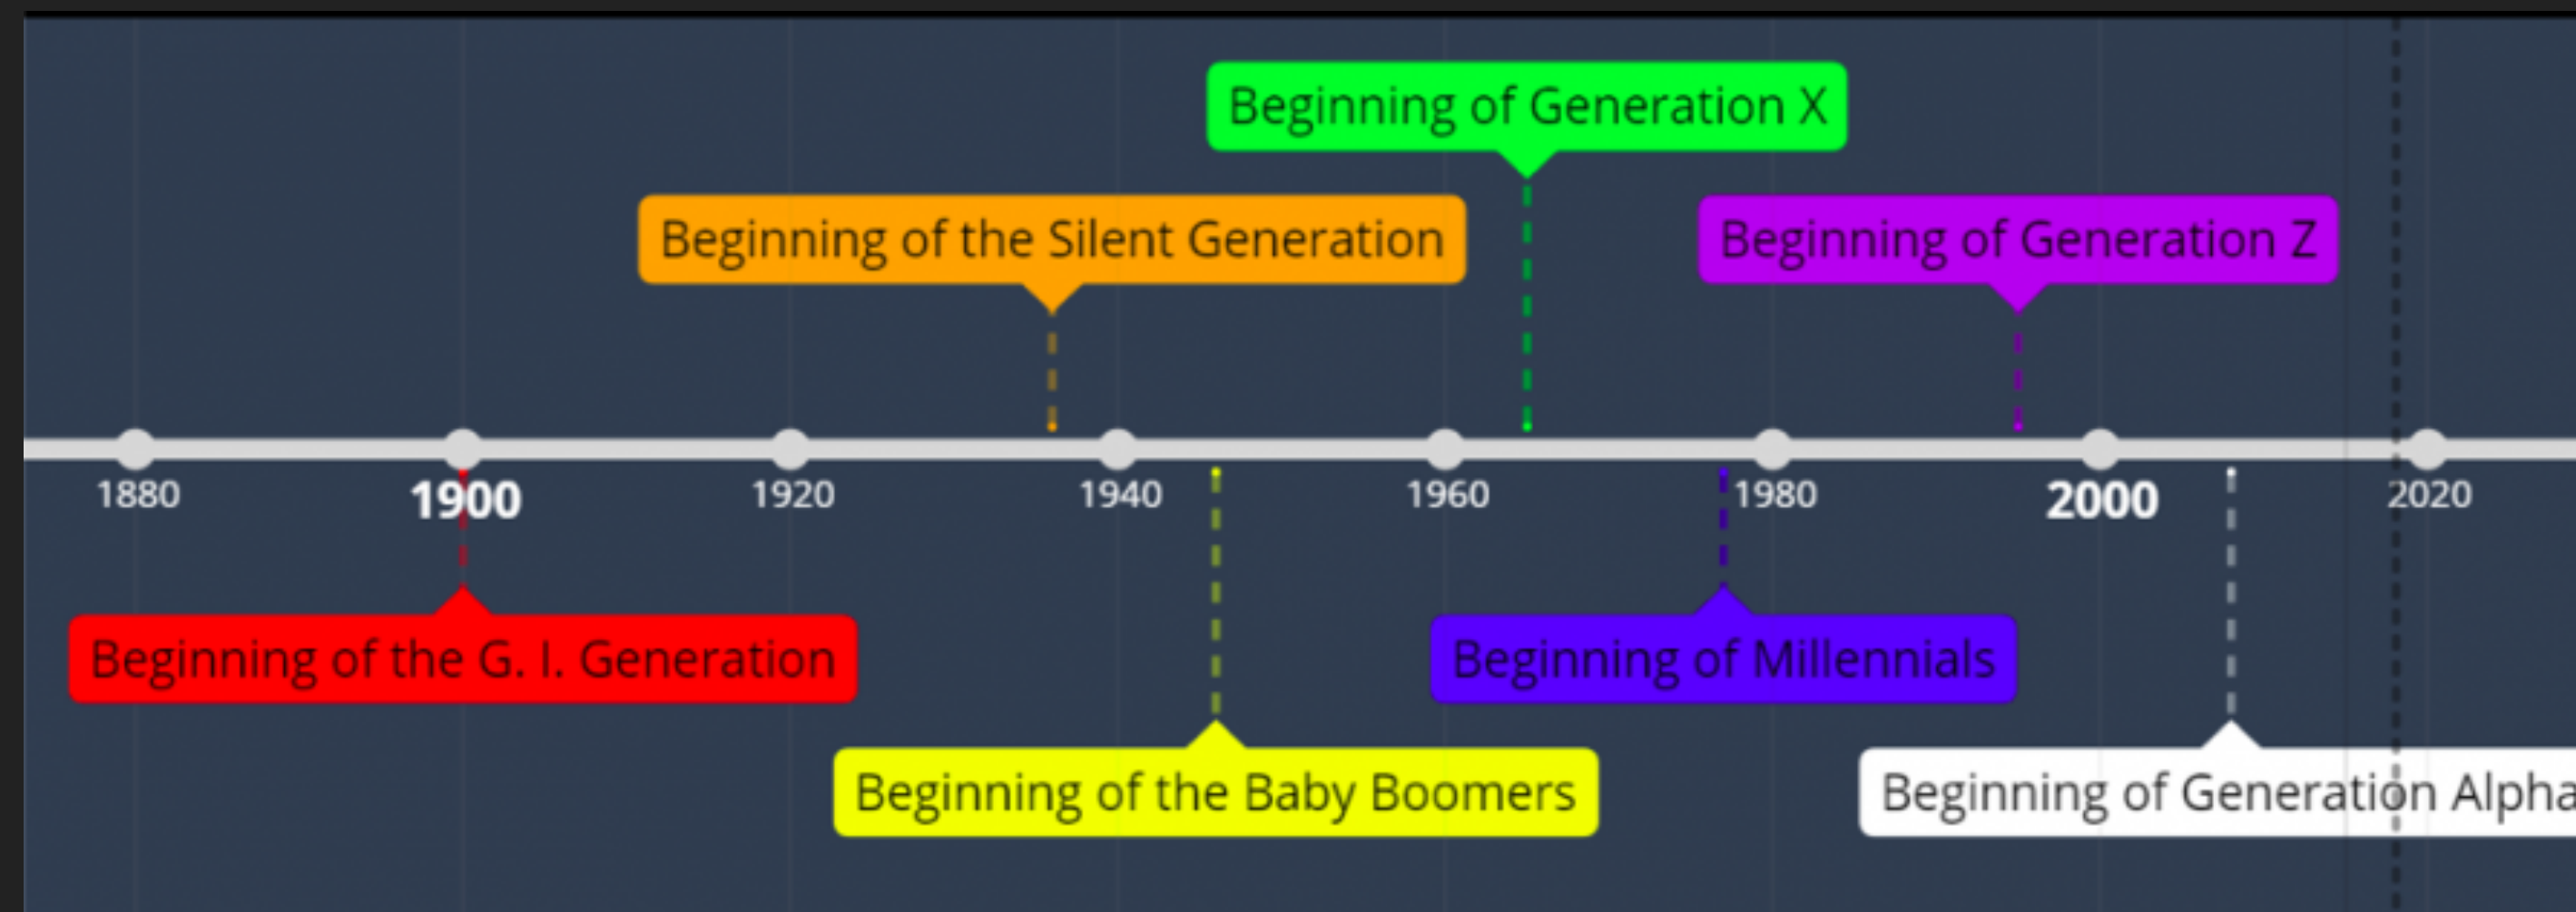 Beginning of Generation X
Beginning of the Silent Generation
Beginning of Generation Z
1880
1900
1920
1940
1960
1980
2000
2020
Beginning of the G. I. Generation
Beginning of Millennials
Beginning of the Baby Boomers
Beginning of Generation Alpha